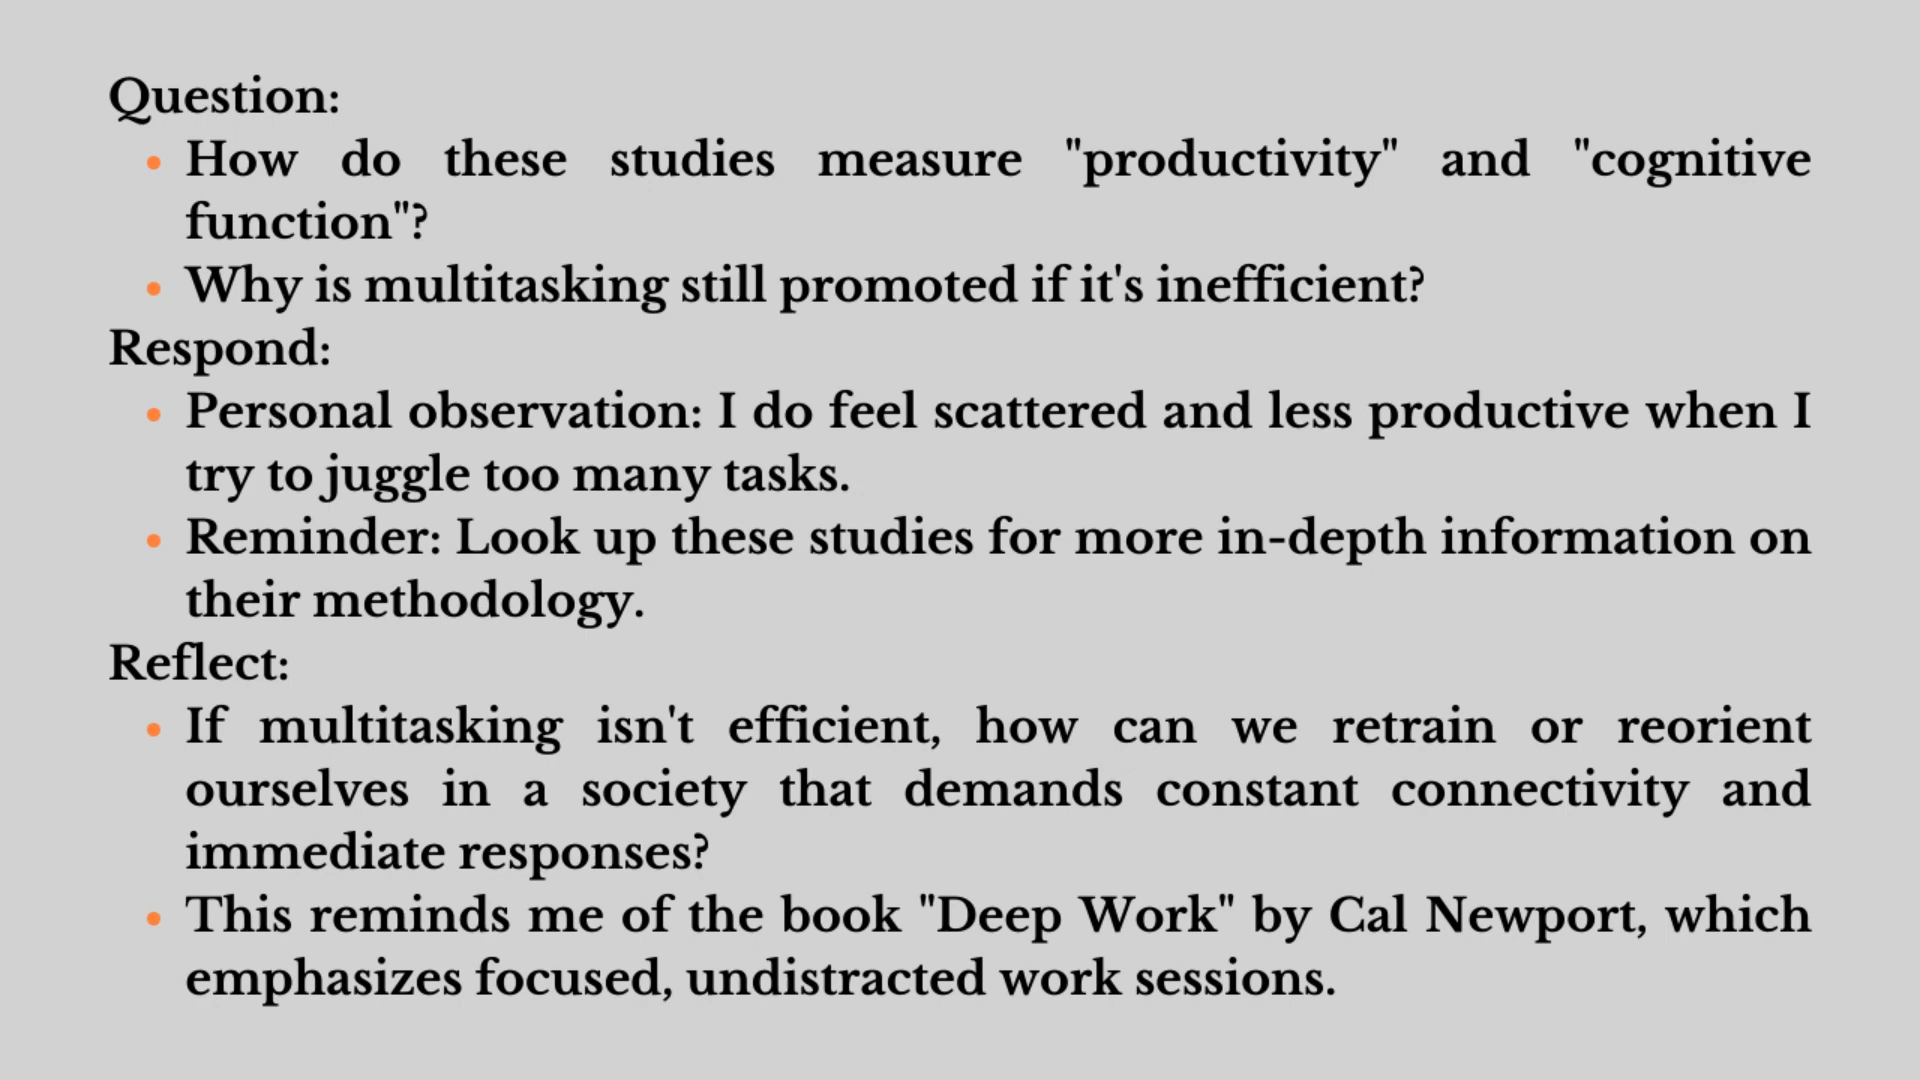 Question:
• How do these studies measure "productivity" and "cognitive
function"?
• Why is multitasking still promoted if it's inefficient?
Respond:
• Personal observation: I do feel scattered and less productive when I
try to juggle too many tasks.
• Reminder: Look up these studies for more in-depth information on
their methodology.
Reflect:
• If multitasking isn't efficient, how can we retrain or reorient
ourselves in a society that demands constant connectivity and
immediate responses?
• This reminds me of the book "Deep Work" by Cal Newport, which
emphasizes focused, undistracted work sessions.